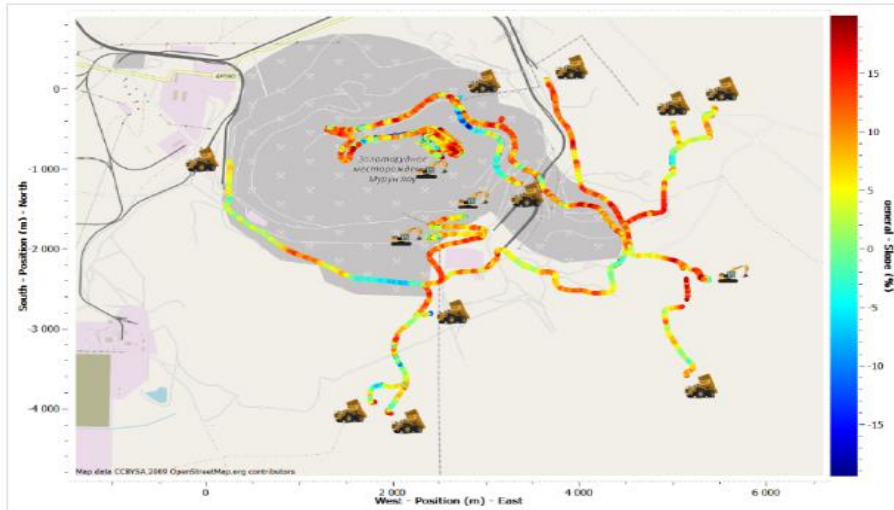 0
-1 000
-2 000
-3 000
-4 000
South - Position (m) - North
Золоторудное
месторождение
Мурунтау
Map data CCBYSA 2009 OpenStreetMap.org contributors
0
2 000
4 000
6 000
West - Position (m) - East
15
10
5
0
-5
-10
-15
General - Slope (%)